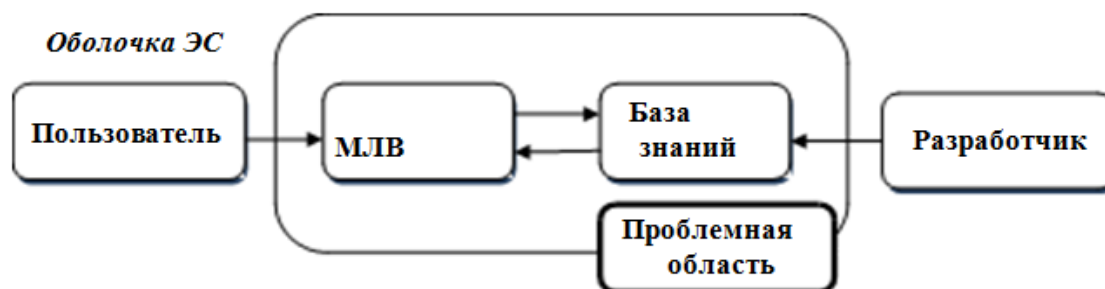 Оболочка ЭС
Пользователь
МЛВ
База
знаний
Разработчик
Проблемная
область